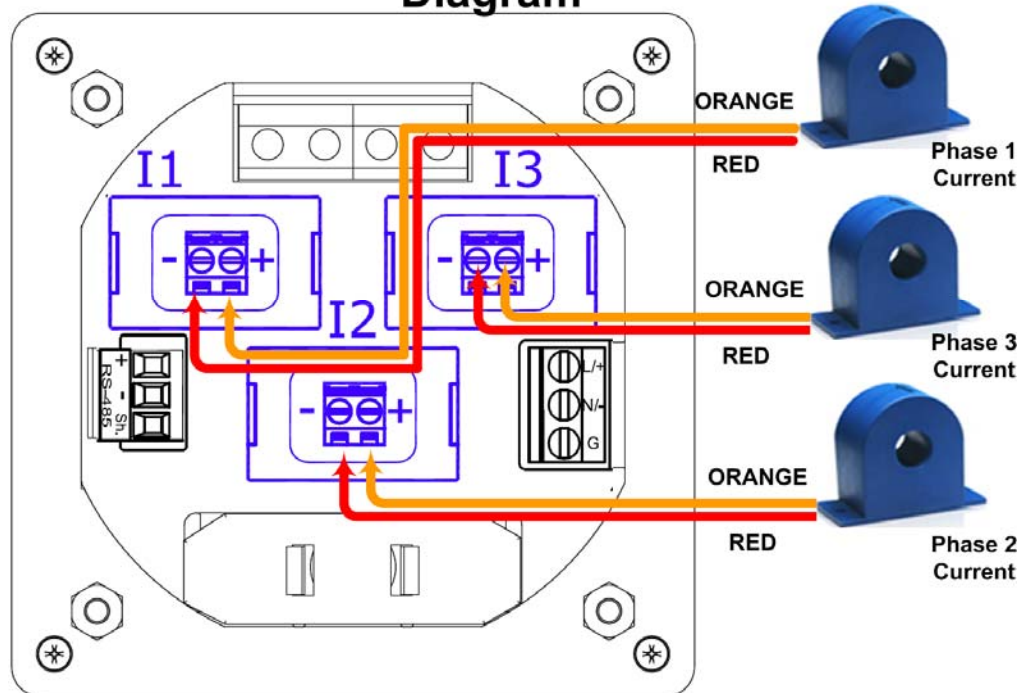 Diagram
ORANGE
RED
Phase 1
Current
I1
I3
- +
- +
ORANGE
RED
Phase 3
Current
I2
- +
+
-
Sh.
RS-485
L/+
N/-
G
ORANGE
RED
Phase 2
Current